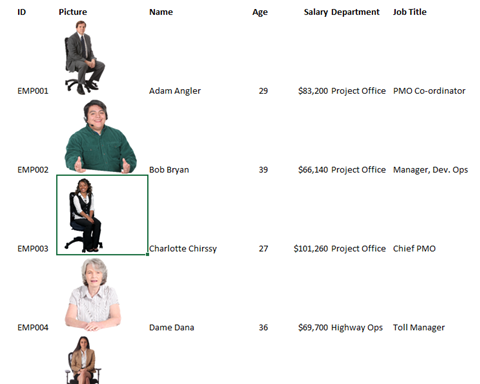 ID Picture Name Age Salary Department Job Title
EMP001 Adam Angler 29 $83,200 Project Office PMO Co-ordinator
EMP002 Bob Bryan 39 $66,140 Project Office Manager, Dev. Ops
EMP003 Charlotte Chirssy 27 $101,260 Project Office Chief PMO
EMP004 Dame Dana 36 $69,700 Highway Ops Toll Manager